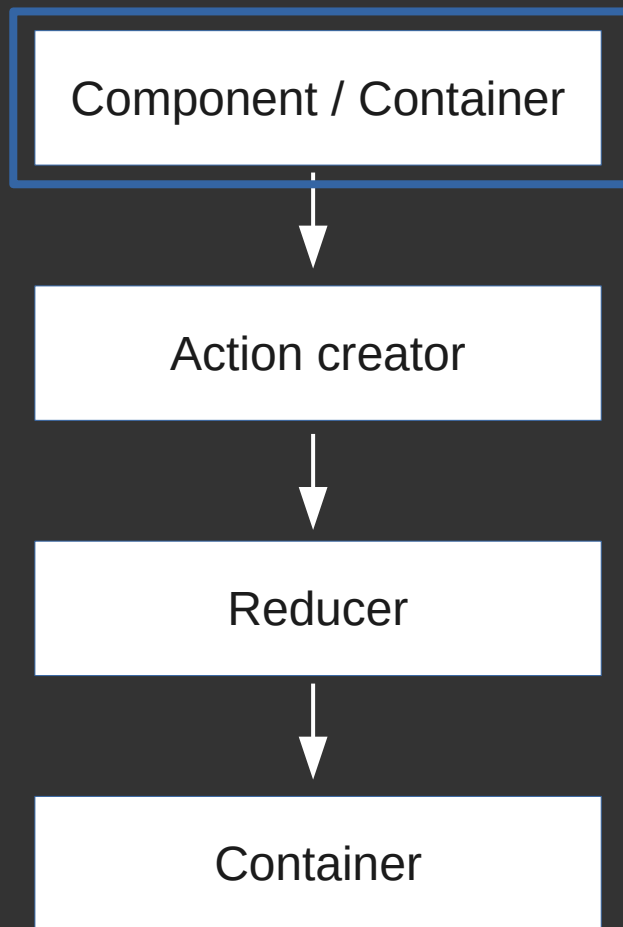 Component / Container
Action creator
Reducer
Container